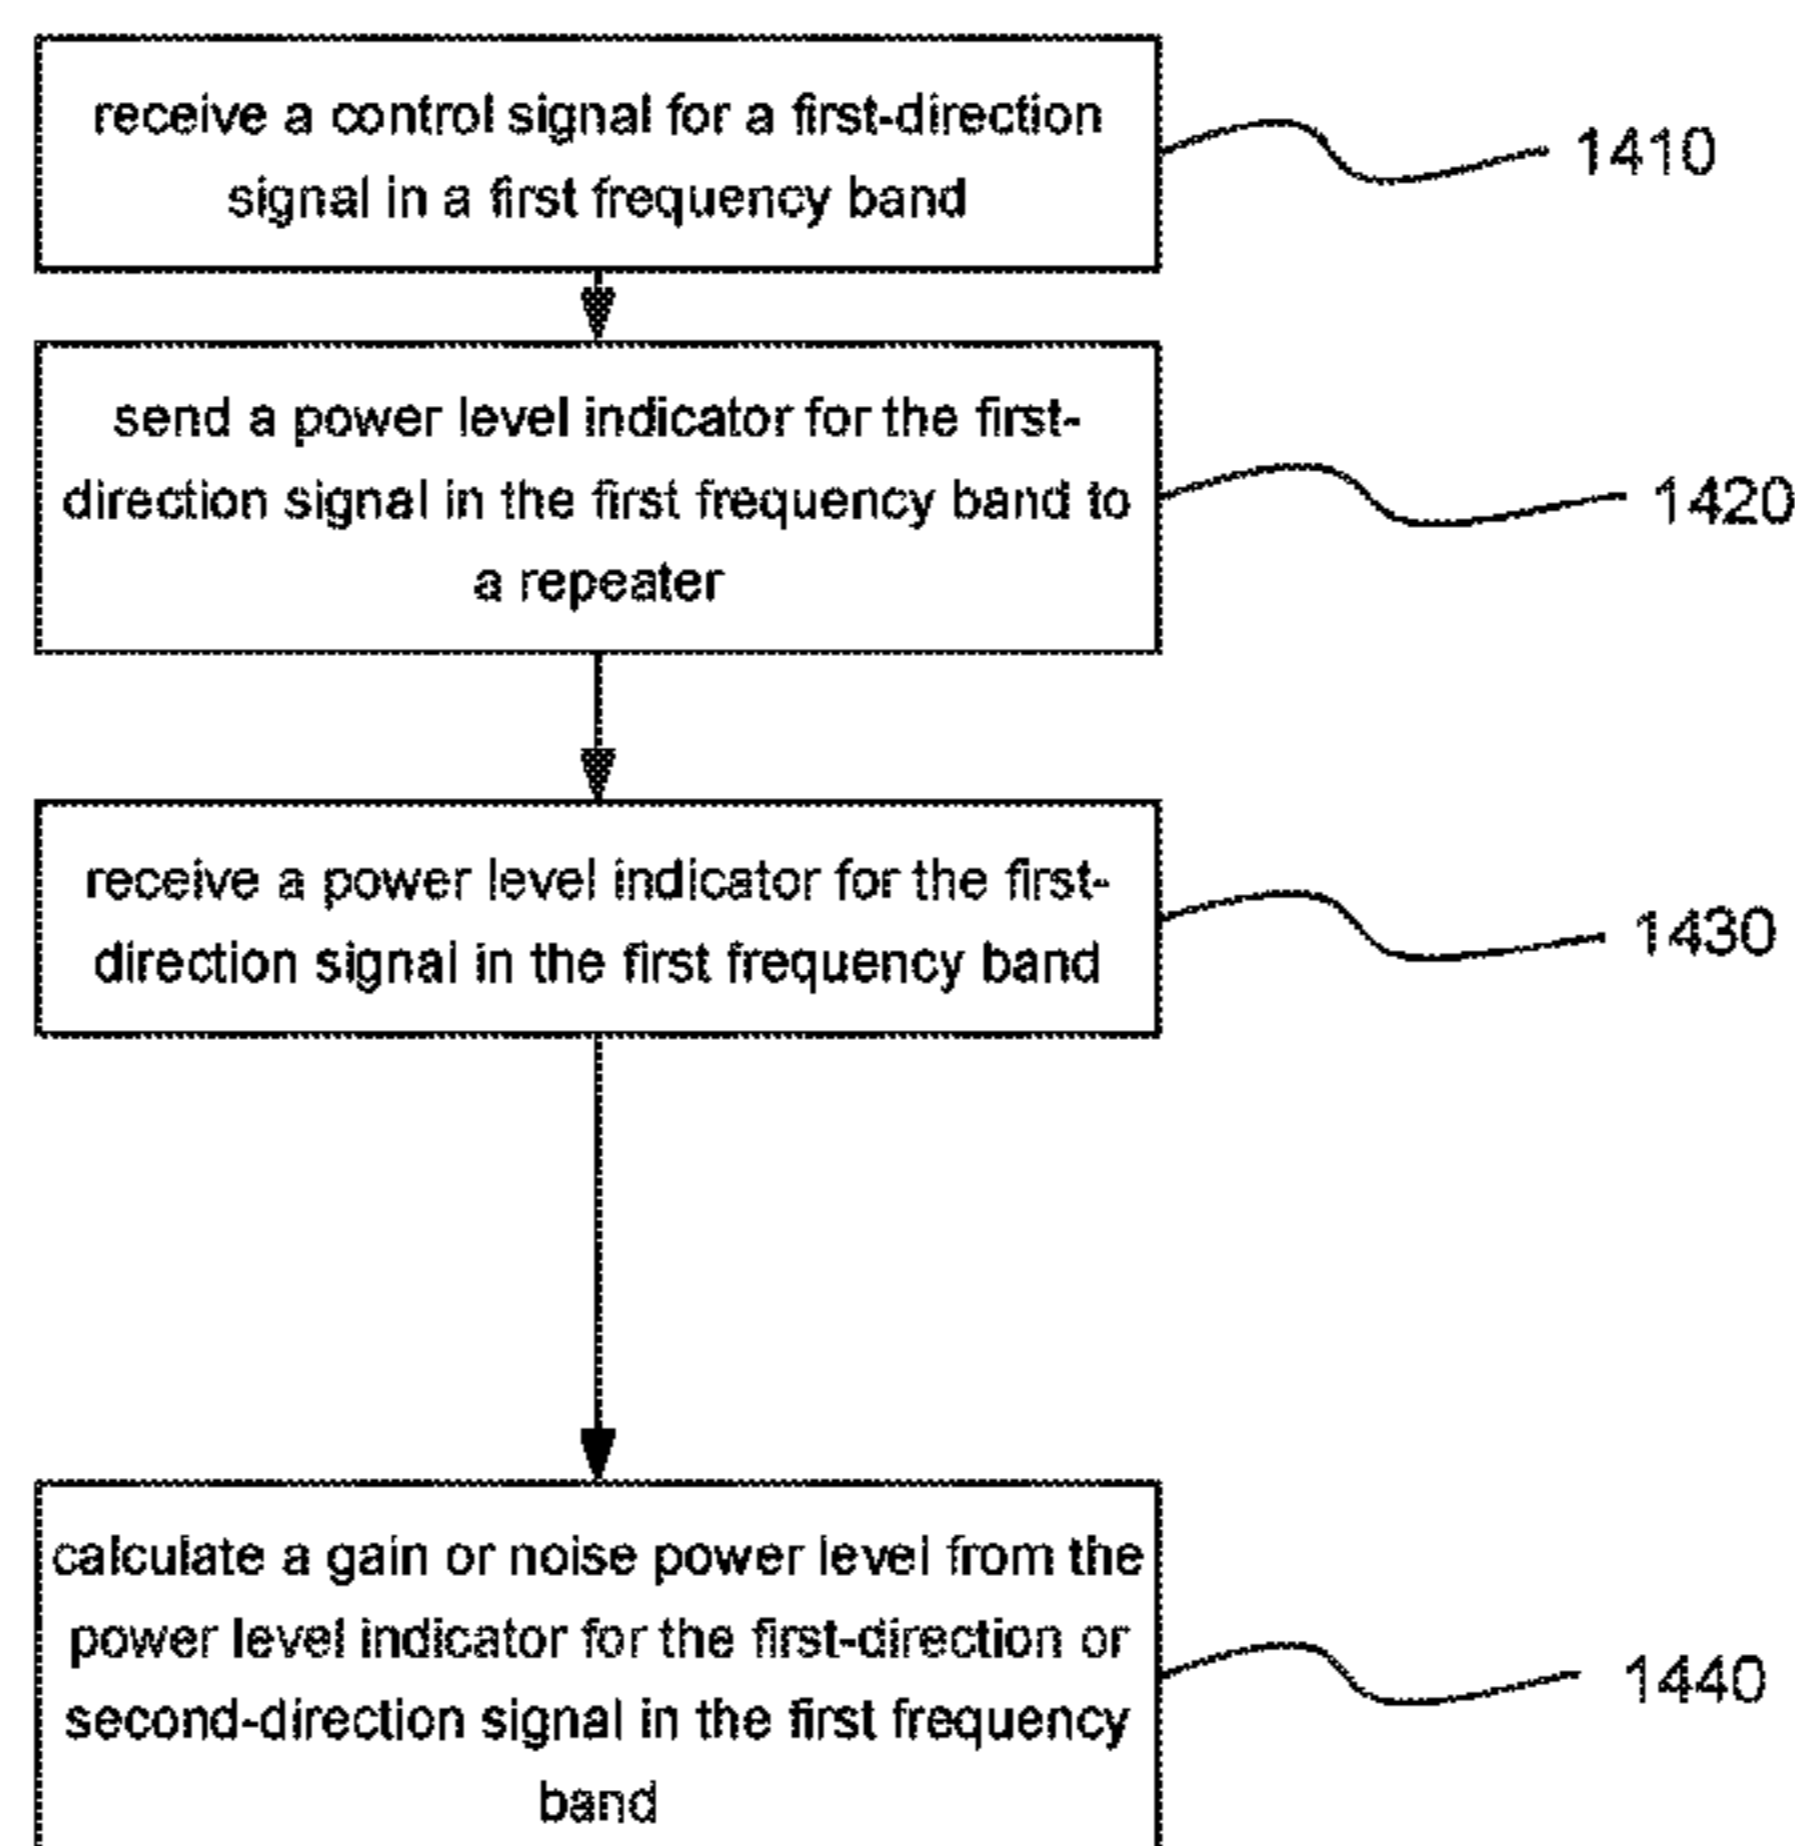 receive a control signal for a first-direction
signal in a first frequency band
1410
send a power level indicator for the first-
direction signal in the first frequency band to
a repeater
1420
receive a power level indicator for the first-
direction signal in the first frequency band
1430
calculate a gain or noise power level from the
power level indicator for the first-direction or
second-direction signal in the first frequency
band
1440